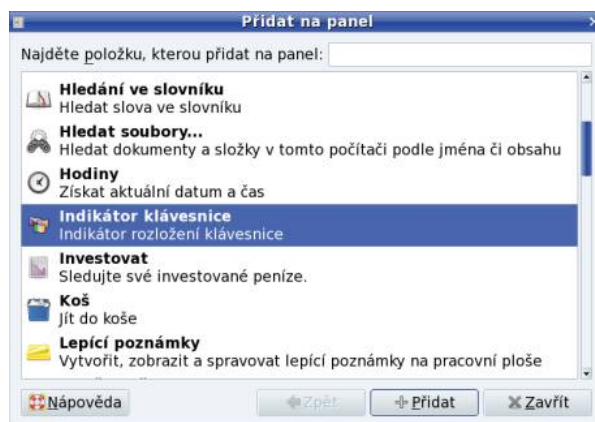 Přidat na panel
Najděte položku, kterou přidat na panel:
Hledání ve slovníku
Hledat slova ve slovníku
Hledat soubory...
Hledat dokumenty a složky v tomto počítači podle jména či obsahu
Hodiny
Získat aktuální datum a čas
Indikátor klávesnice
Indikátor rozložení klávesnice
Investovat
Sledujte své investované peníze.
Koš
Jít do koše
Lepící poznámky
Vytvořit, zobrazit a spravovat lepící poznámky na pracovní ploše
Nápověda Zpět Přidat Zavřít